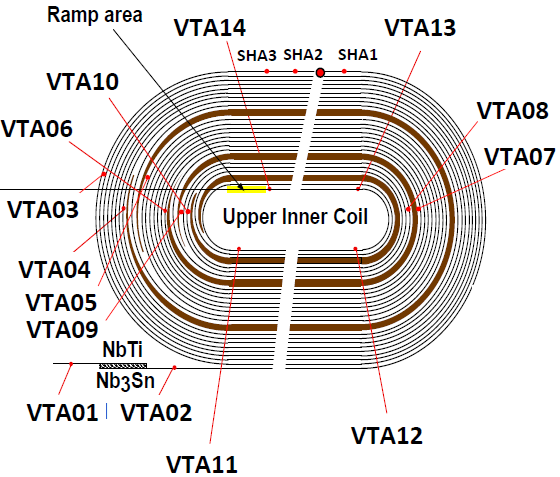 Ramp area
VTA14
VTA13
SHA3 SHA2 SHA1
VTA10
VTA06
VTA08
VTA07
VTA03
Upper Inner Coil
VTA04
VTA05
VTA09
NbTi
Nb3Sn
VTA01 VTA02
VTA12
VTA11